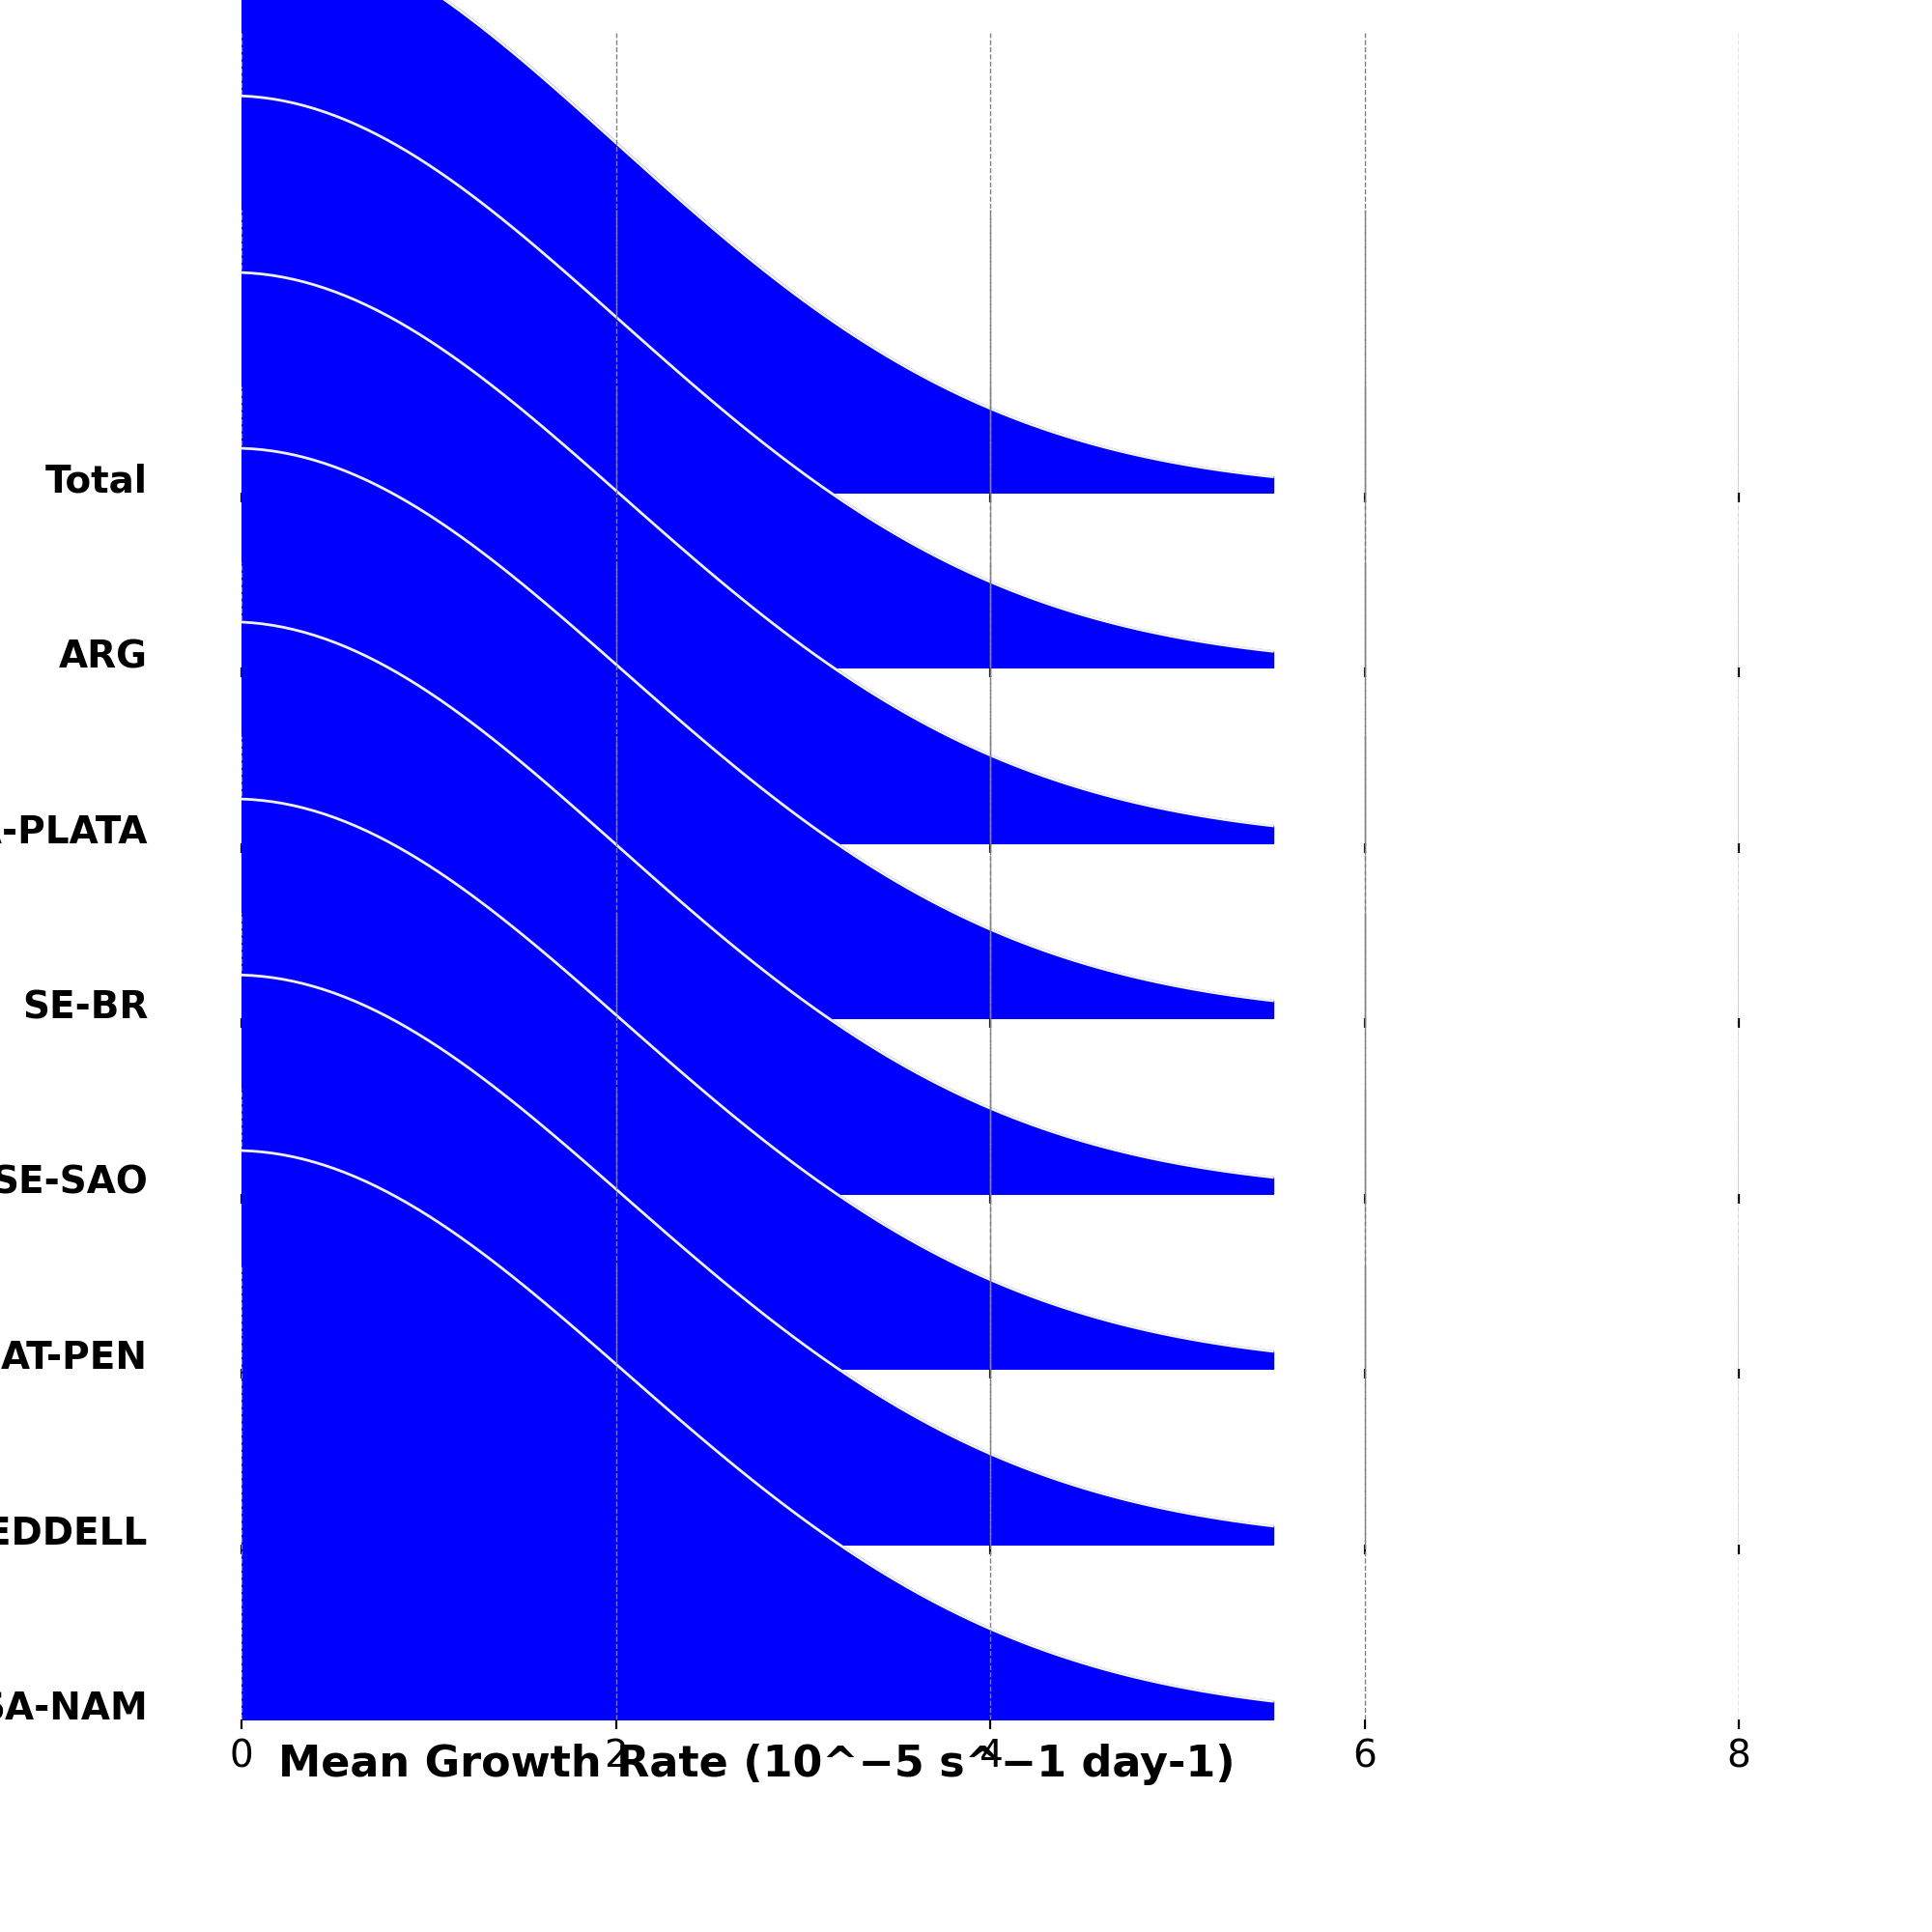 Total
ARG
-PLATA
SE-BR
SE-SAO
AT-PEN
EDDELL
SA-NAM
0 2 4 6 8
Mean Growth Rate (10^−5 s^−1 day-1)